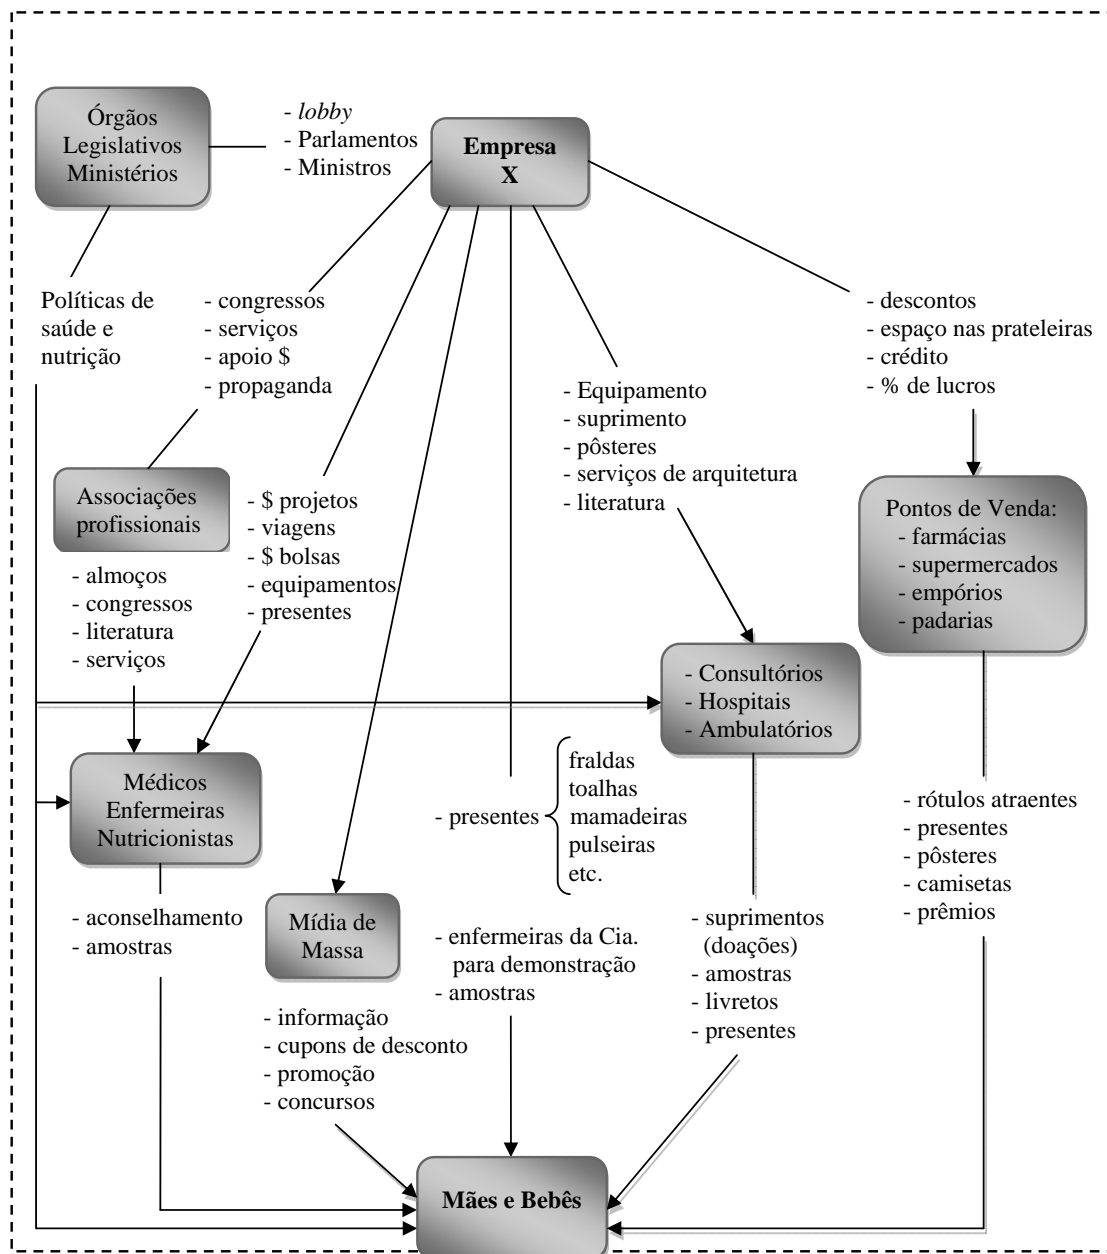 Órgãos
Legislativos
Ministérios
- lobby
- Parlamentos
- Ministros
Empresa
X
Políticas de
saúde e
nutrição
- congressos
- serviços
- apoio $
- propaganda
- descontos
- espaço nas prateleiras
- crédito
- % de lucros
- Equipamento
- suprimento
- pôsteres
- serviços de arquitetura
- literatura
Associações
profissionais
- $ projetos
- viagens
- $ bolsas
- equipamentos
- presentes
Pontos de Venda:
- farmácias
- supermercados
- empórios
- padarias
- almoços
- congressos
- literatura
- serviços
- Consultórios
- Hospitais
- Ambulatórios
Médicos
Enfermeiras
Nutricionistas
- presentes
fraldas
toalhas
mamadeiras
pulseiras
etc.
- rótulos atraentes
- presentes
- pôsteres
- camisetas
- prêmios
- aconselhamento
- amostras
Mídia de
Massa
- enfermeiras da Cia.
para demonstração
- amostras
- suprimentos
(doações)
- amostras
- livretos
- presentes
- informação
- cupons de desconto
- promoção
- concursos
Mães e Bebês